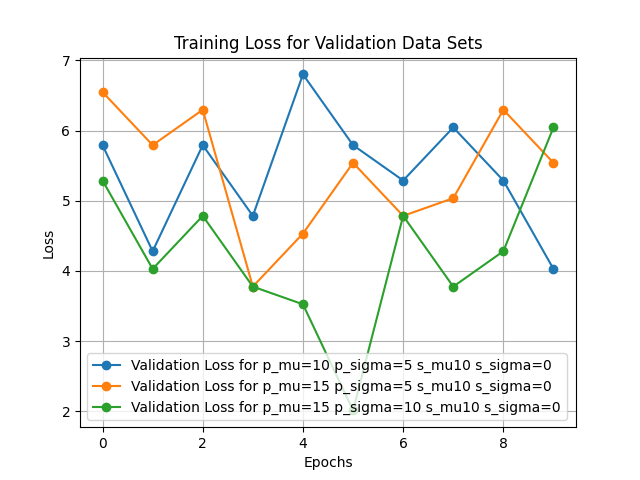 Training Loss for Validation Data Sets
7
6
5
4
3
2
Loss
Validation Loss for p_mu=10 p_sigma=5 s_mu10 s_sigma=0
Validation Loss for p_mu=15 p_sigma=5 s_mu10 s_sigma=0
Validation Loss for p_mu=15 p_sigma=10 s_mu10 s_sigma=0
0 2 4 6 8
Epochs